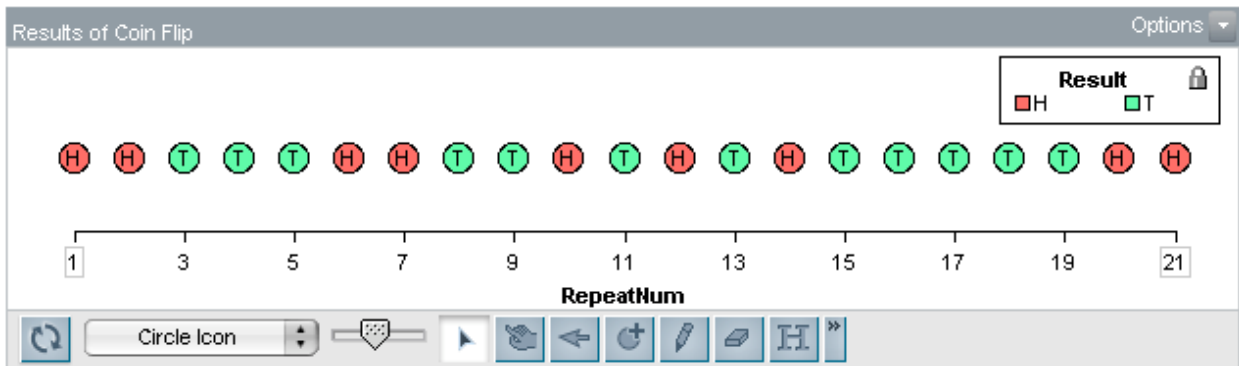 Results of Coin Flip Options
Result
H T
H H T T T H H T T H T H T H T T T T T H H
1 3 5 7 9 11 13 15 17 19 21
RepeatNum
Circle Icon H »